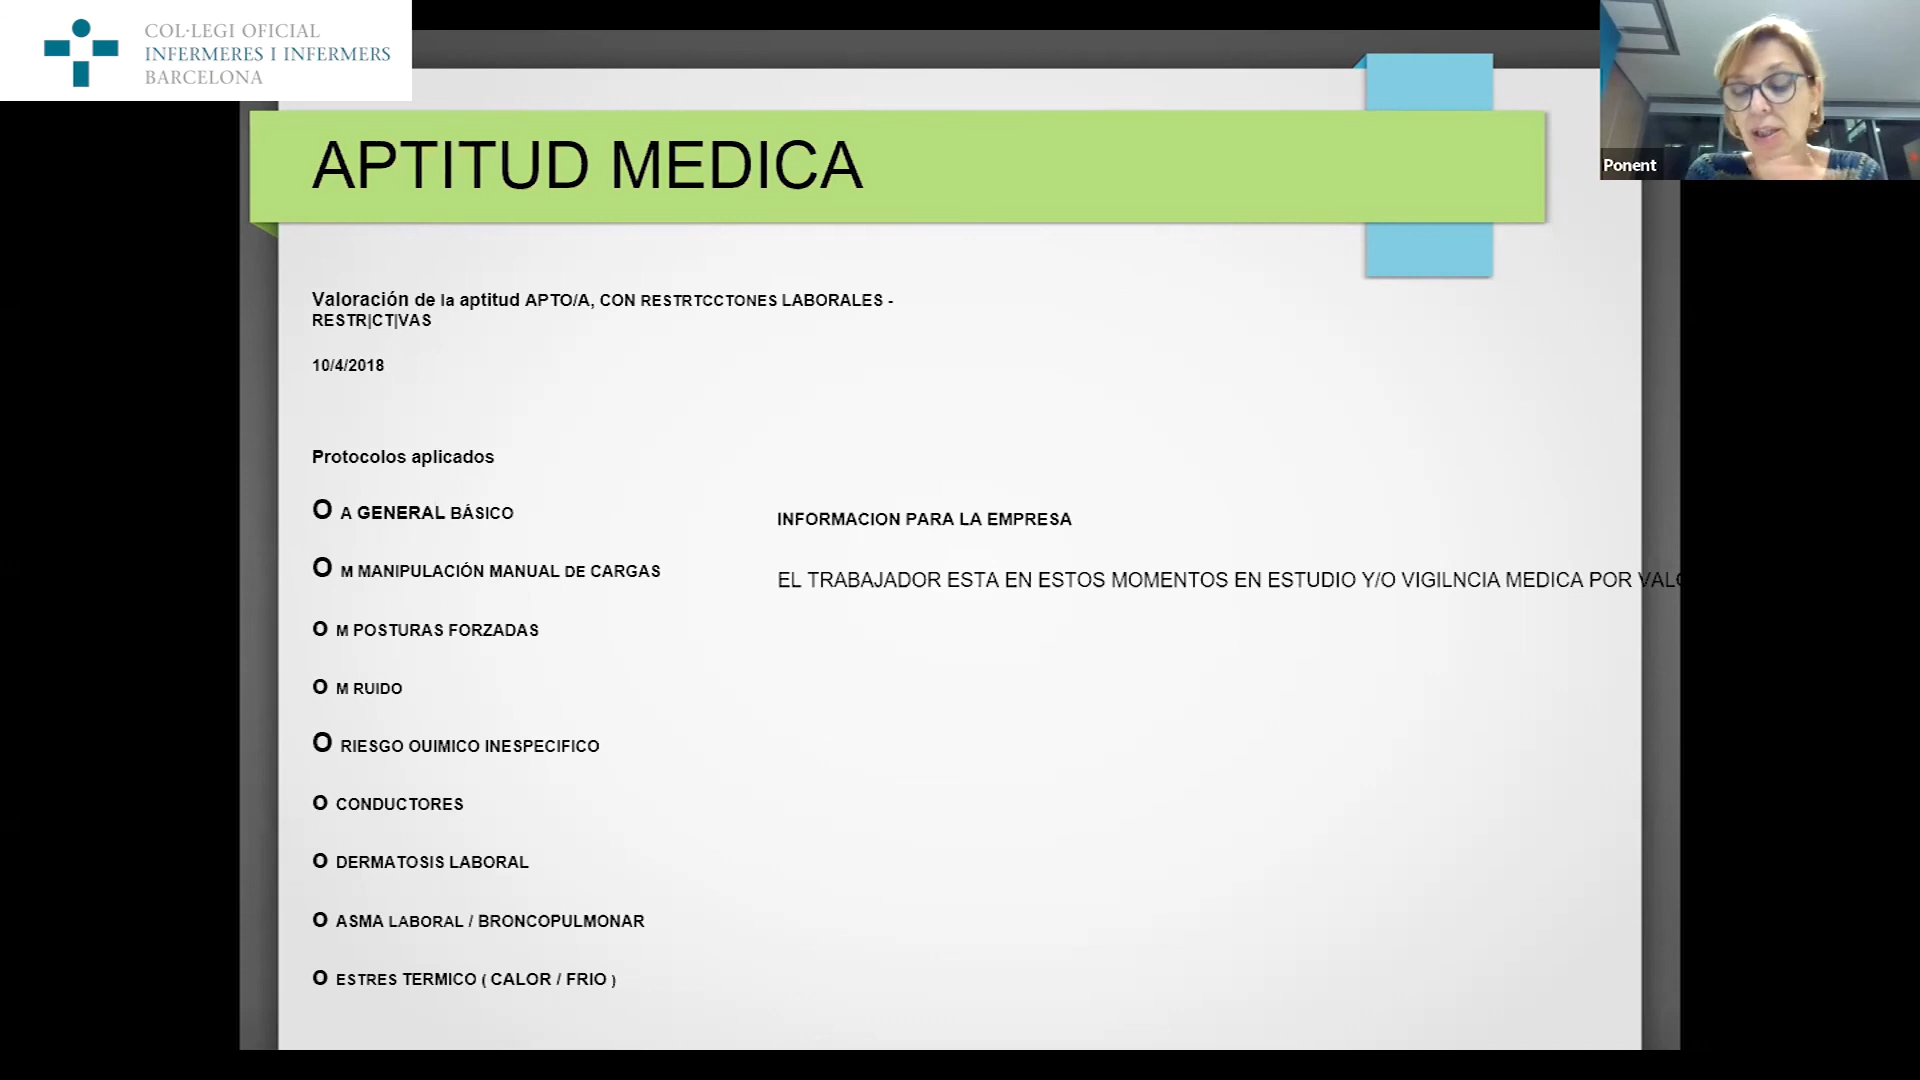 COL·LEGI OFICIAL
INFERMERES I INFERMERS
BARCELONA
Ponent
APTITUD MEDICA
Valoración de la aptitud APTO/A, CON RESTRTCCTONES LABORALES -
RESTR|CT|VAS
10/4/2018
Protocolos aplicados
O A GENERAL BÁSICO
O M MANIPULACIÓN MANUAL DE CARGAS
O M POSTURAS FORZADAS
O M RUIDO
O RIESGO OUIMICO INESPECIFICO
O CONDUCTORES
O DERMATOSIS LABORAL
O ASMA LABORAL / BRONCOPULMONAR
O ESTRES TERMICO ( CALOR / FRIO )
INFORMACION PARA LA EMPRESA
EL TRABAJADOR ESTA EN ESTOS MOMENTOS EN ESTUDIO Y/O VIGILNCIA MEDICA POR